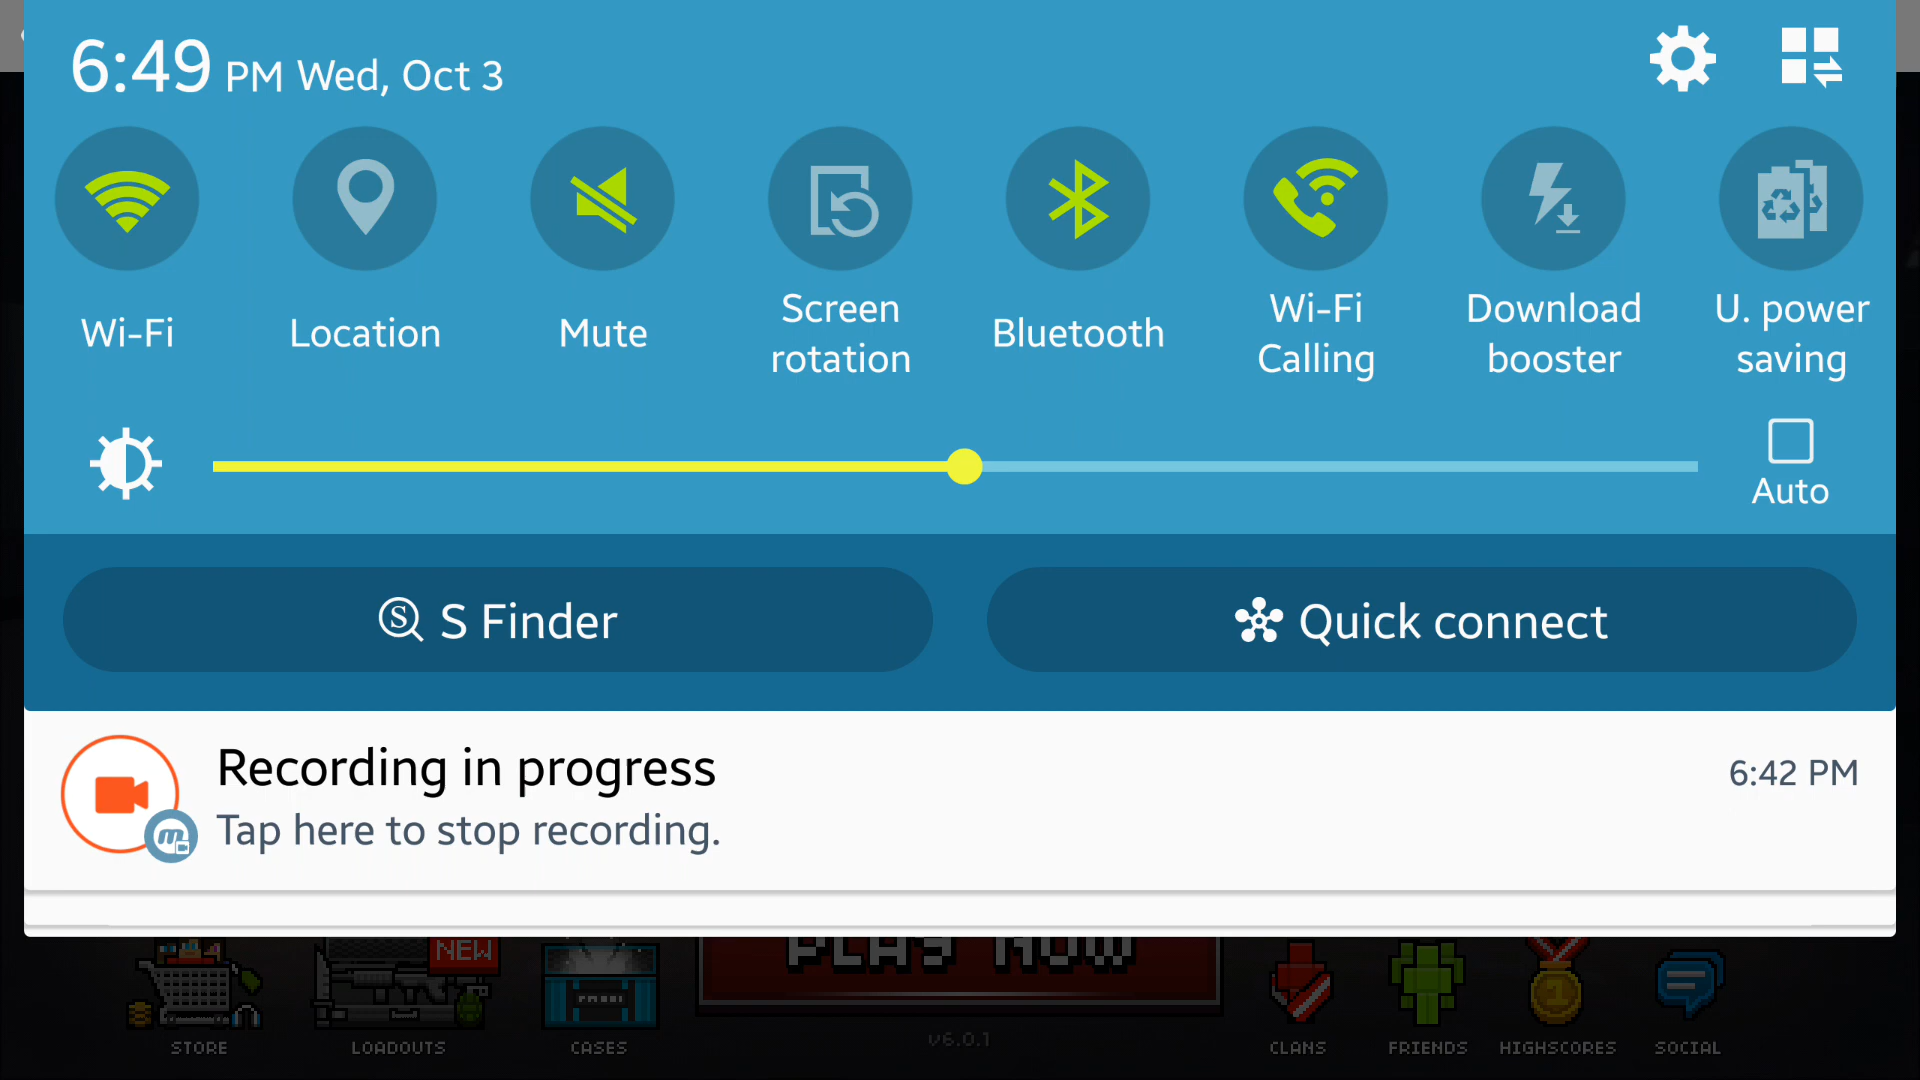 6:49 PM Wed, Oct 3
Wi-Fi
Location
Mute
Screen
rotation
Bluetooth
Wi-Fi
Calling
Download
booster
U. power
saving
Auto
S Finder
Quick connect
Recording in progress
6:42 PM
Tap here to stop recording.
NEW
PLAY NOW
v6.0.1
STORE
LOADOUTS
CASES
CLANS
FRIENDS
HIGHSCORES
SOCIAL